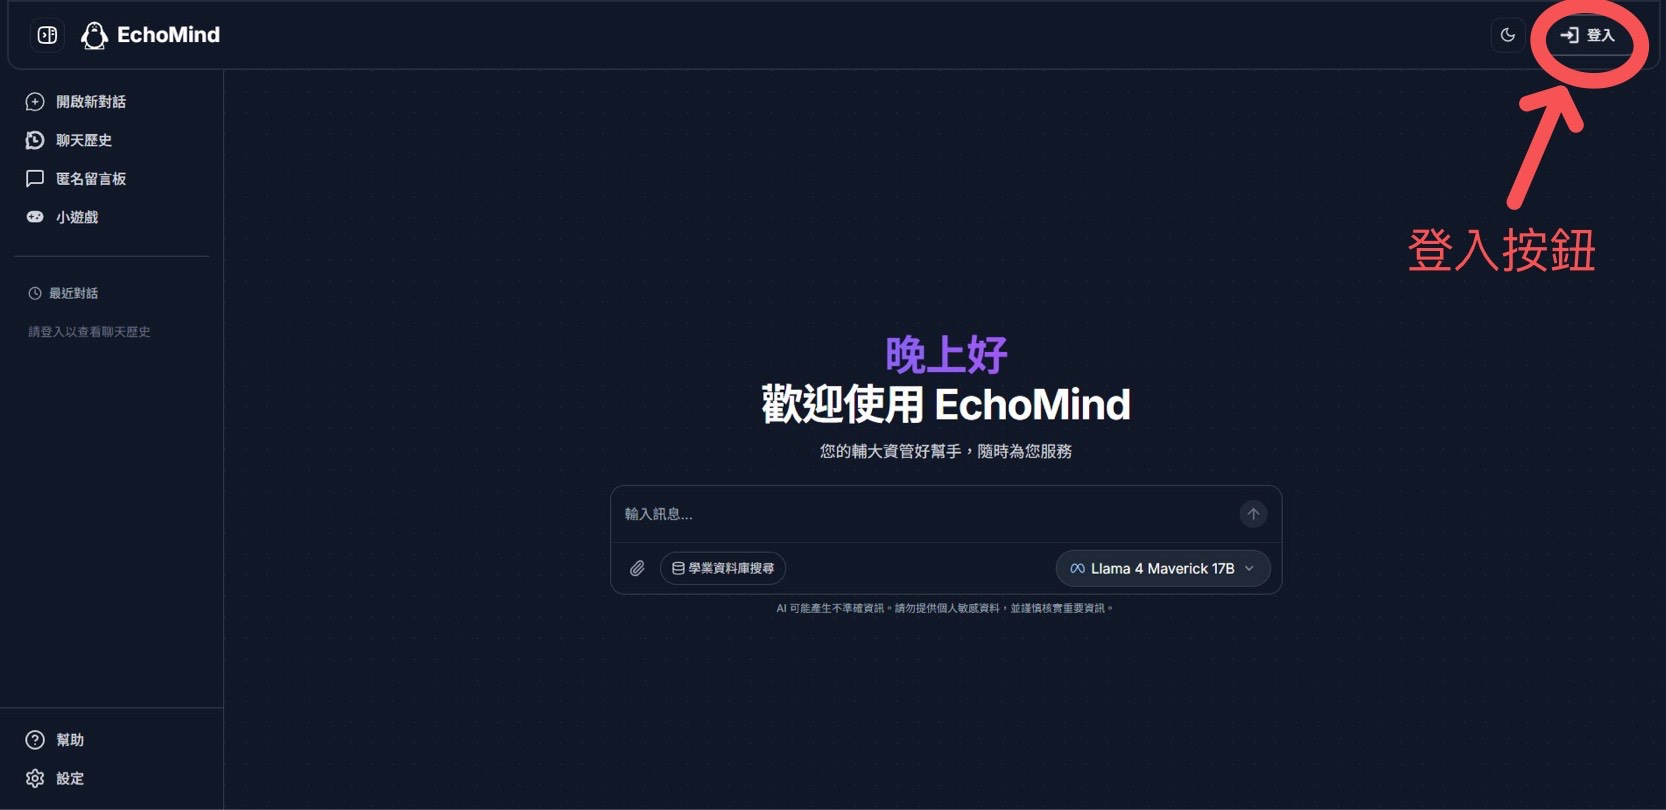 EchoMind
登入
開啟新對話
聊天歷史
匿名留言板
小遊戲
最近對話
請登入以查看聊天歷史
登入按鈕
晚上好
歡迎使用 EchoMind
您的輔大資管好幫手，隨時為您服務
輸入訊息...
學業資料庫搜尋
Llama 4 Maverick 17B
AI 可能產生不準確資訊。請勿提供個人敏感資料，並謹慎核實重要資訊。
幫助
設定